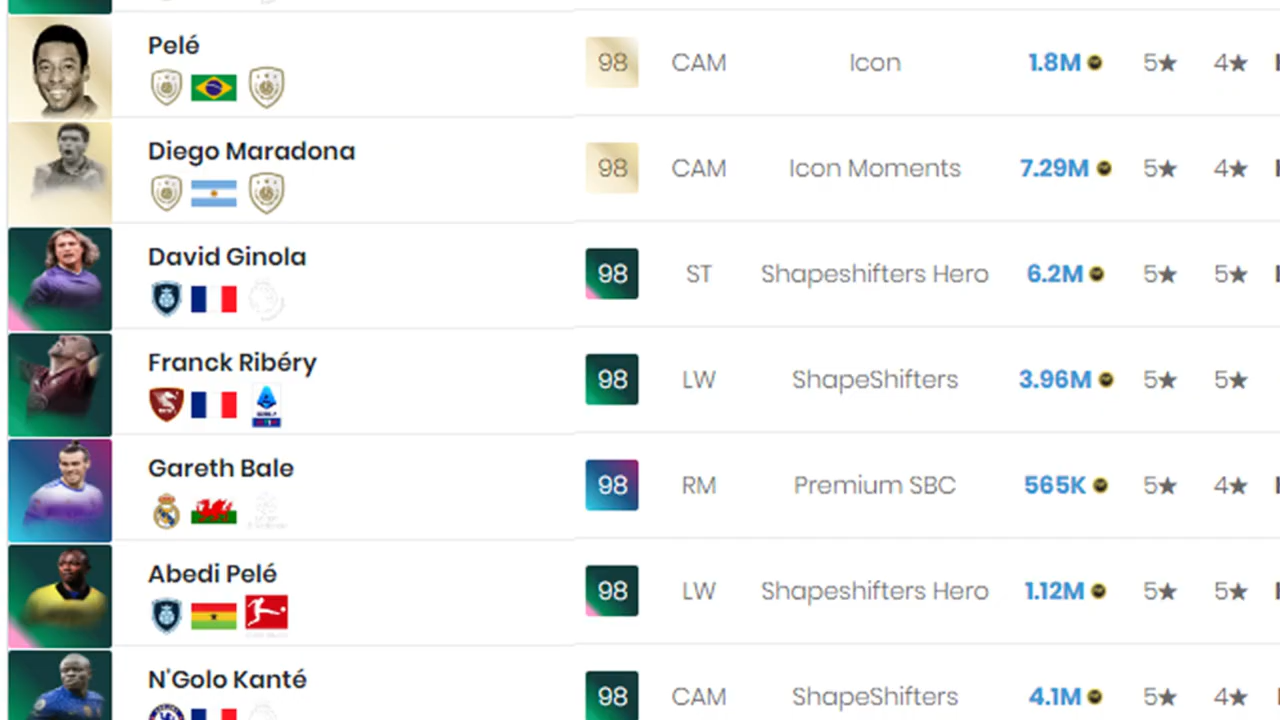 Pelé
98 CAM Icon 1.8M 5★ 4★
Diego Maradona
98 CAM Icon Moments 7.29M 5★ 4★
David Ginola
98 ST Shapeshifters Hero 6.2M 5★ 5★
Franck Ribéry
98 LW ShapeShifters 3.96M 5★ 5★
Gareth Bale
98 RM Premium SBC 565K 5★ 4★
Abedi Pelé
98 LW Shapeshifters Hero 1.12M 5★ 5★
N'Golo Kanté
98 CAM ShapeShifters 4.1M 5★ 4★